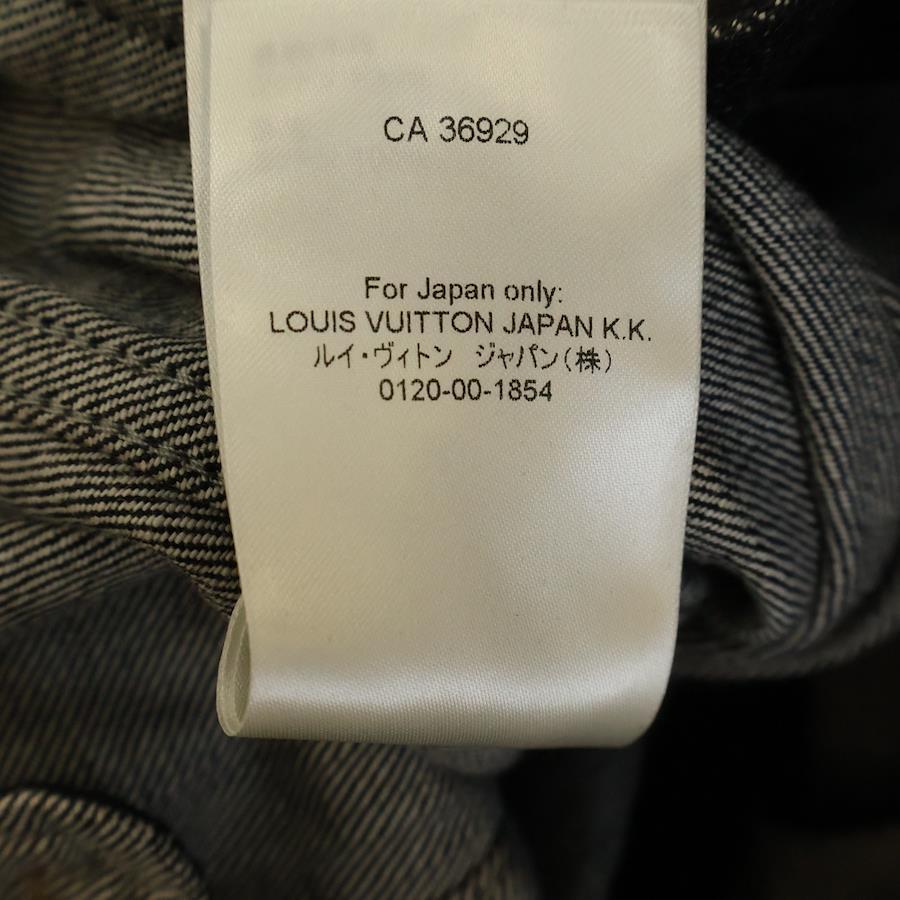 CA 36929
For Japan only:
LOUIS VUITTON JAPAN K.K.
ルイ・ヴィトン ジャパン(株)
0120-00-1854